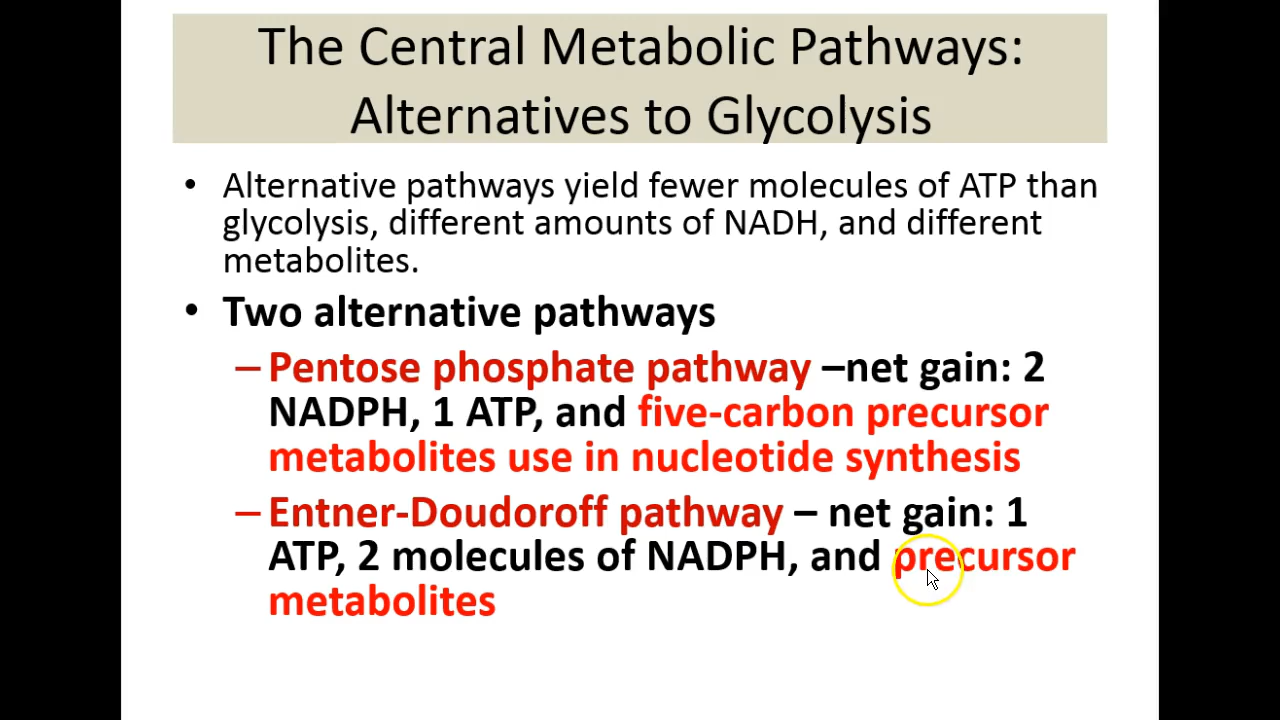 The Central Metabolic Pathways:
Alternatives to Glycolysis
• Alternative pathways yield fewer molecules of ATP than
glycolysis, different amounts of NADH, and different
metabolites.
• Two alternative pathways
–Pentose phosphate pathway –net gain: 2
NADPH, 1 ATP, and five-carbon precursor
metabolites use in nucleotide synthesis
–Entner-Doudoroff pathway – net gain: 1
ATP, 2 molecules of NADPH, and precursor
metabolites